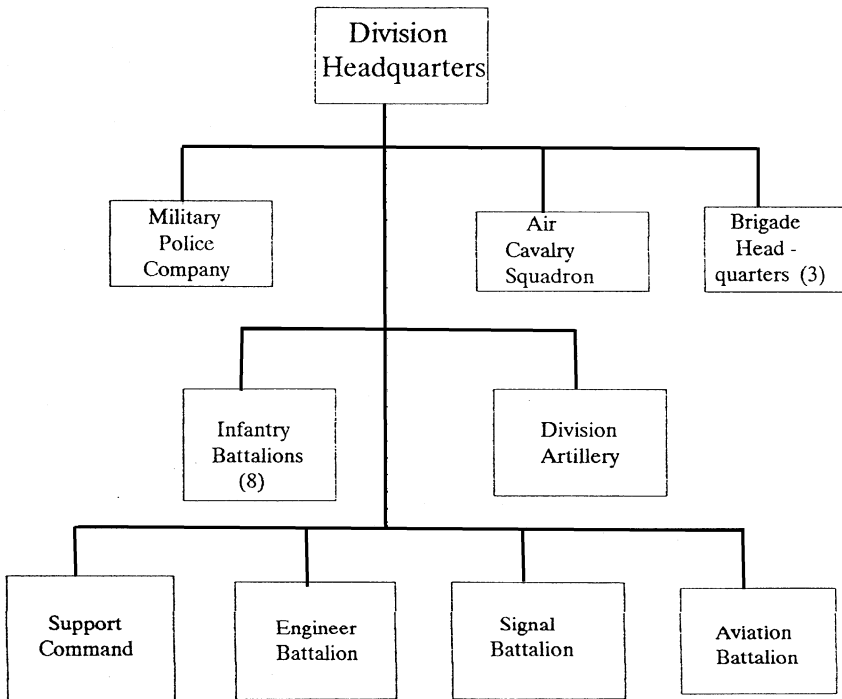 Division
Headquarters
Military
Police
Company
Air
Cavalry
Squadron
Brigade
Head -
quarters (3)
Infantry
Battalions
(8)
Division
Artillery
Support
Command
Engineer
Battalion
Signal
Battalion
Aviation
Battalion